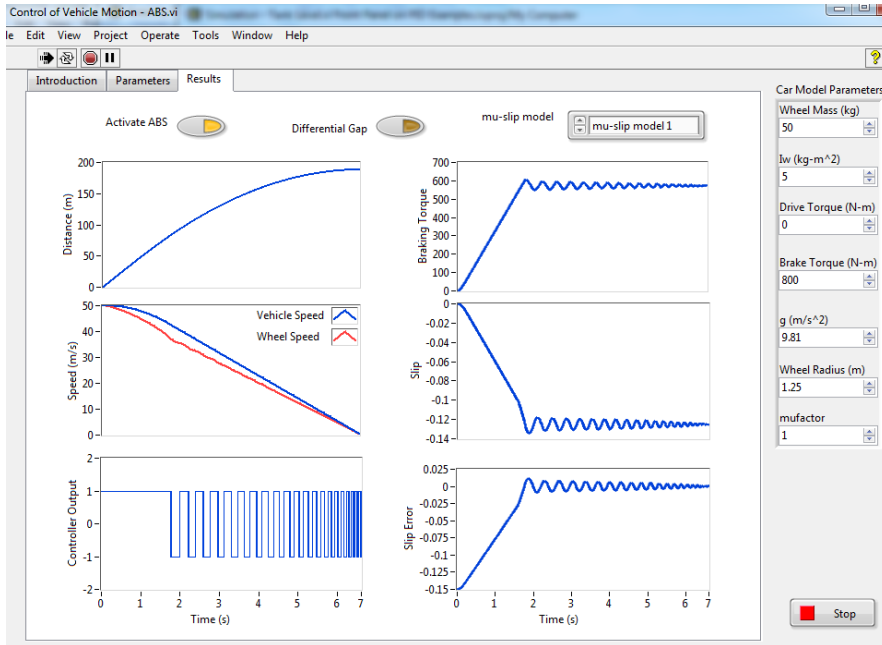 Control of Vehicle Motion - ABS.vi
le Edit View Project Operate Tools Window Help
?
Introduction Parameters Results
Activate ABS
Differential Gap
mu-slip model
mu-slip model 1
Distance (m)
200
150
100
50
0
Braking Torque
700
600
500
400
300
200
100
0
Speed (m/s)
50
40
30
20
10
0
Vehicle Speed
Wheel Speed
Slip
0
-0.02
-0.04
-0.06
-0.08
-0.1
-0.12
-0.14
Controller Output
2
1
0
-1
-2
0 1 2 3 4 5 6 7
Time (s)
Slip Error
0.025
0
-0.025
-0.05
-0.075
-0.1
-0.125
-0.15
0 1 2 3 4 5 6 7
Time (s)
Car Model Parameters
Wheel Mass (kg)
50
Iw (kg-m^2)
5
Drive Torque (N-m)
0
Brake Torque (N-m)
800
g (m/s^2)
9.81
Wheel Radius (m)
1.25
mufactor
1
Stop